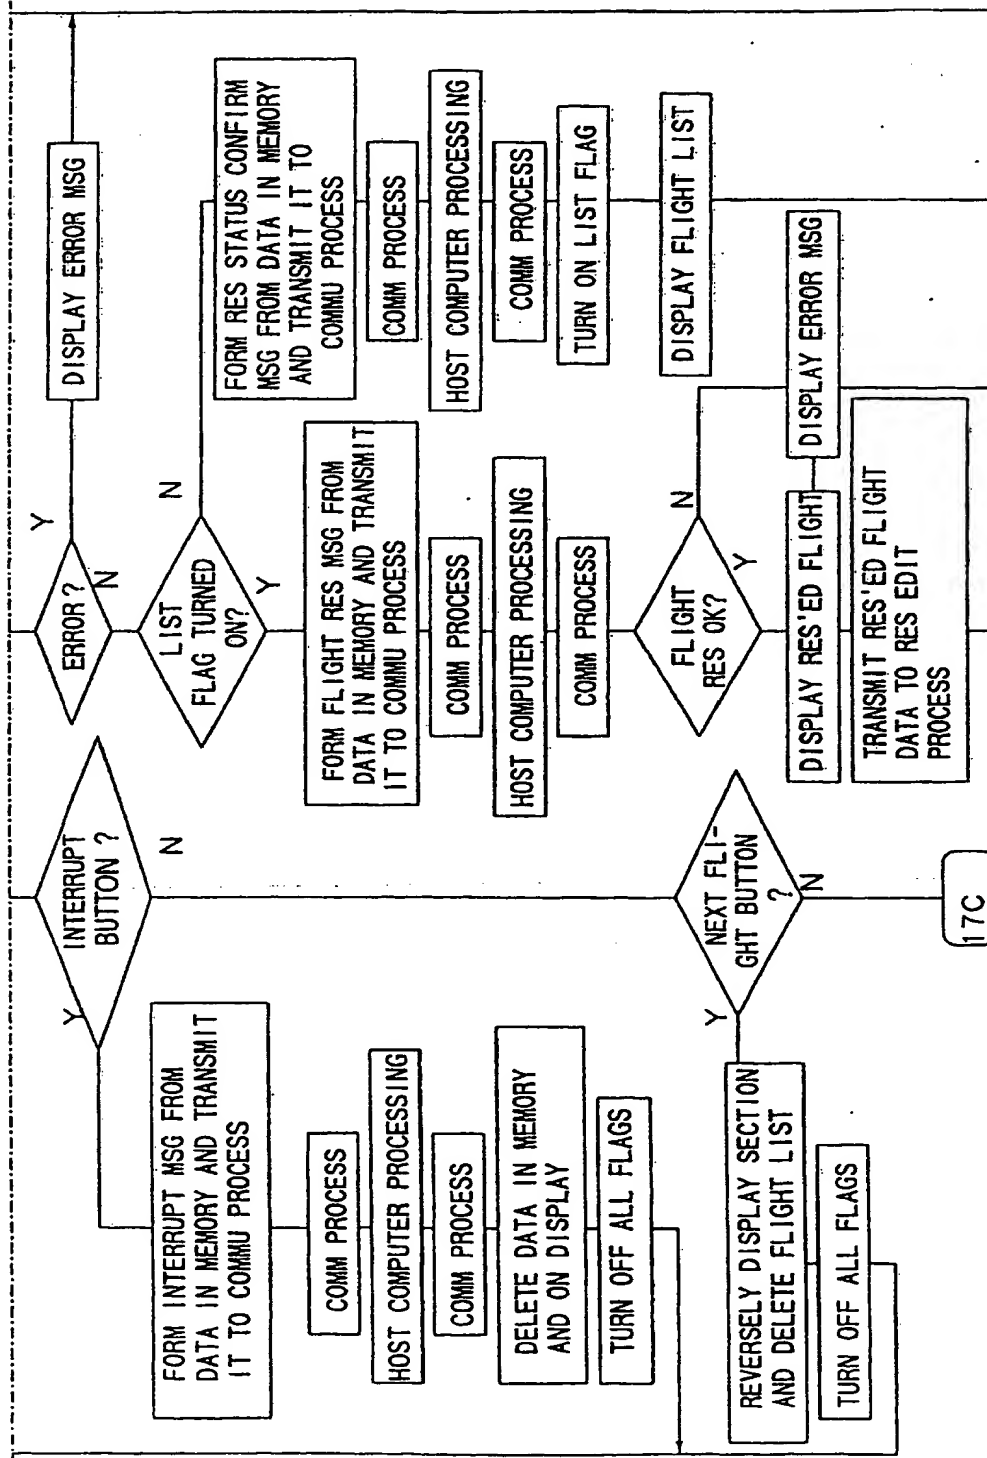 INTERRUPT
BUTTON ?
Y
N
FORM INTERRUPT MSG FROM
DATA IN MEMORY AND TRANSMIT
IT TO COMMU PROCESS
COMM PROCESS
HOST COMPUTER PROCESSING
COMM PROCESS
DELETE DATA IN MEMORY
AND ON DISPLAY
TURN OFF ALL FLAGS
NEXT FLI-
GHT BUTTON
?
Y
N
REVERSELY DISPLAY SECTION
AND DELETE FLIGHT LIST
TURN OFF ALL FLAGS
17C
ERROR?
Y
N
DISPLAY ERROR MSG
LIST
FLAG TURNED
ON?
N
Y
FORM FLIGHT RES MSG FROM
DATA IN MEMORY AND TRANSMIT
IT TO COMMU PROCESS
COMM PROCESS
HOST COMPUTER PROCESSING
COMM PROCESS
FLIGHT
RES OK?
N
Y
DISPLAY RES'ED FLIGHT
TRANSMIT RES'ED FLIGHT
DATA TO RES EDIT
PROCESS
DISPLAY ERROR MSG
FORM RES STATUS CONFIRM
MSG FROM DATA IN MEMORY
AND TRANSMIT IT TO
COMMU PROCESS
COMM PROCESS
HOST COMPUTER PROCESSING
COMM PROCESS
TURN ON LIST FLAG
DISPLAY FLIGHT LIST